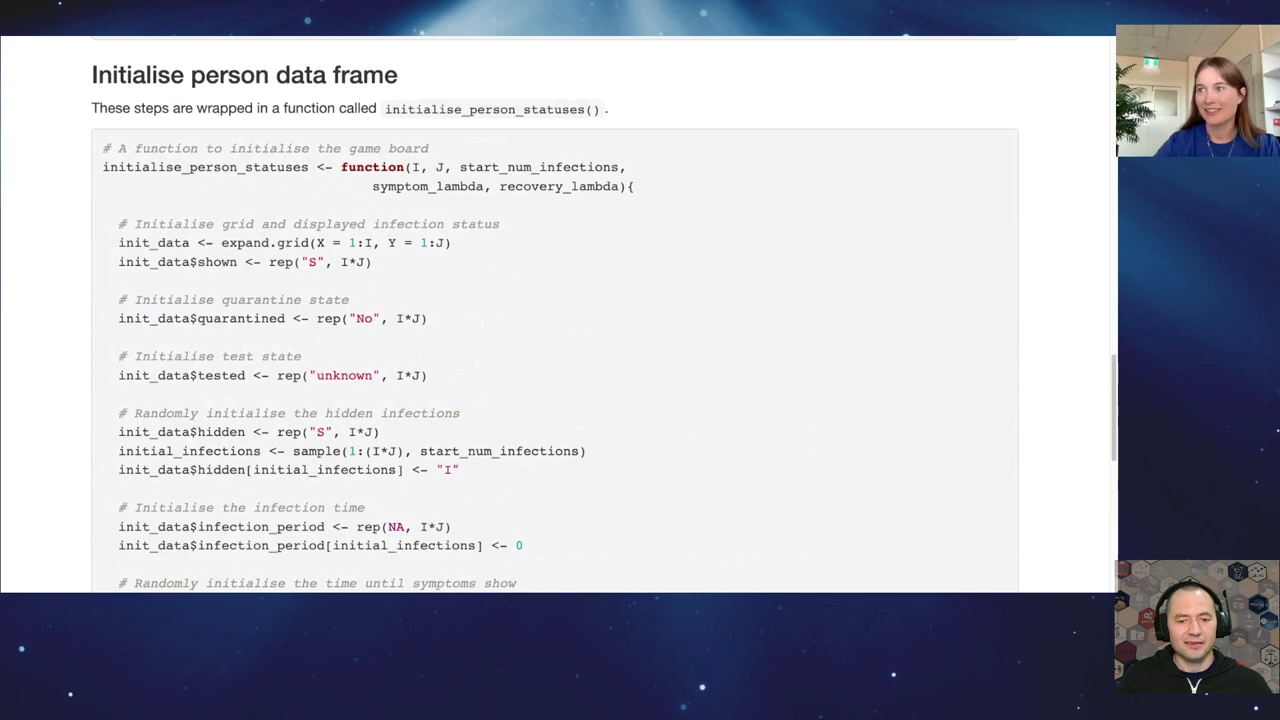 Initialise person data frame
These steps are wrapped in a function called initialise_person_statuses() .
# A function to initialise the game board
initialise_person_statuses <- function(I, J, start_num_infections,
symptom_lambda, recovery_lambda){
# Initialise grid and displayed infection status
init_data <- expand.grid(X = 1:I, Y = 1:J)
init_data$shown <- rep("S", I*J)
# Initialise quarantine state
init_data$quarantined <- rep("No", I*J)
# Initialise test state
init_data$tested <- rep("unknown", I*J)
# Randomly initialise the hidden infections
init_data$hidden <- rep("S", I*J)
initial_infections <- sample(1:(I*J), start_num_infections)
init_data$hidden[initial_infections] <- "I"
# Initialise the infection time
init_data$infection_period <- rep(NA, I*J)
init_data$infection_period[initial_infections] <- 0
# Randomly initialise the time until symptoms show